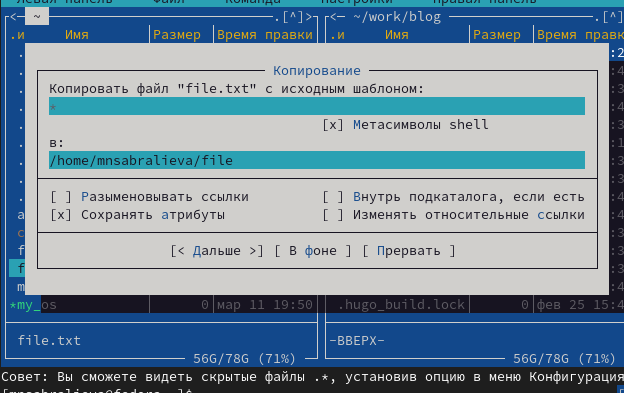 Левая панель Файл Команда Настройки Правая панель
~ .[^]> <─ ~/work/blog .[^]
.и Имя Размер Время правки .и Имя Размер Время правк
Копирование
Копировать файл "file.txt" с исходным шаблоном:
*
[x] Метасимволы shell
в:
/home/mnsabralieva/file
[ ] Разыменовывать ссылки [ ] Внутрь подкаталога, если есть
[x] Сохранять атрибуты [ ] Изменять относительные ссылки
[< Дальше >] [ В фоне ] [ Прервать ]
*my_os 0 мар 11 19:50 .hugo_build.lock 0 фев 25 15:4
file.txt -ВВЕРХ-
56G/78G (71%) 56G/78G (71%)
Совет: Вы сможете видеть скрытые файлы .*, установив опцию в меню Конфигурация